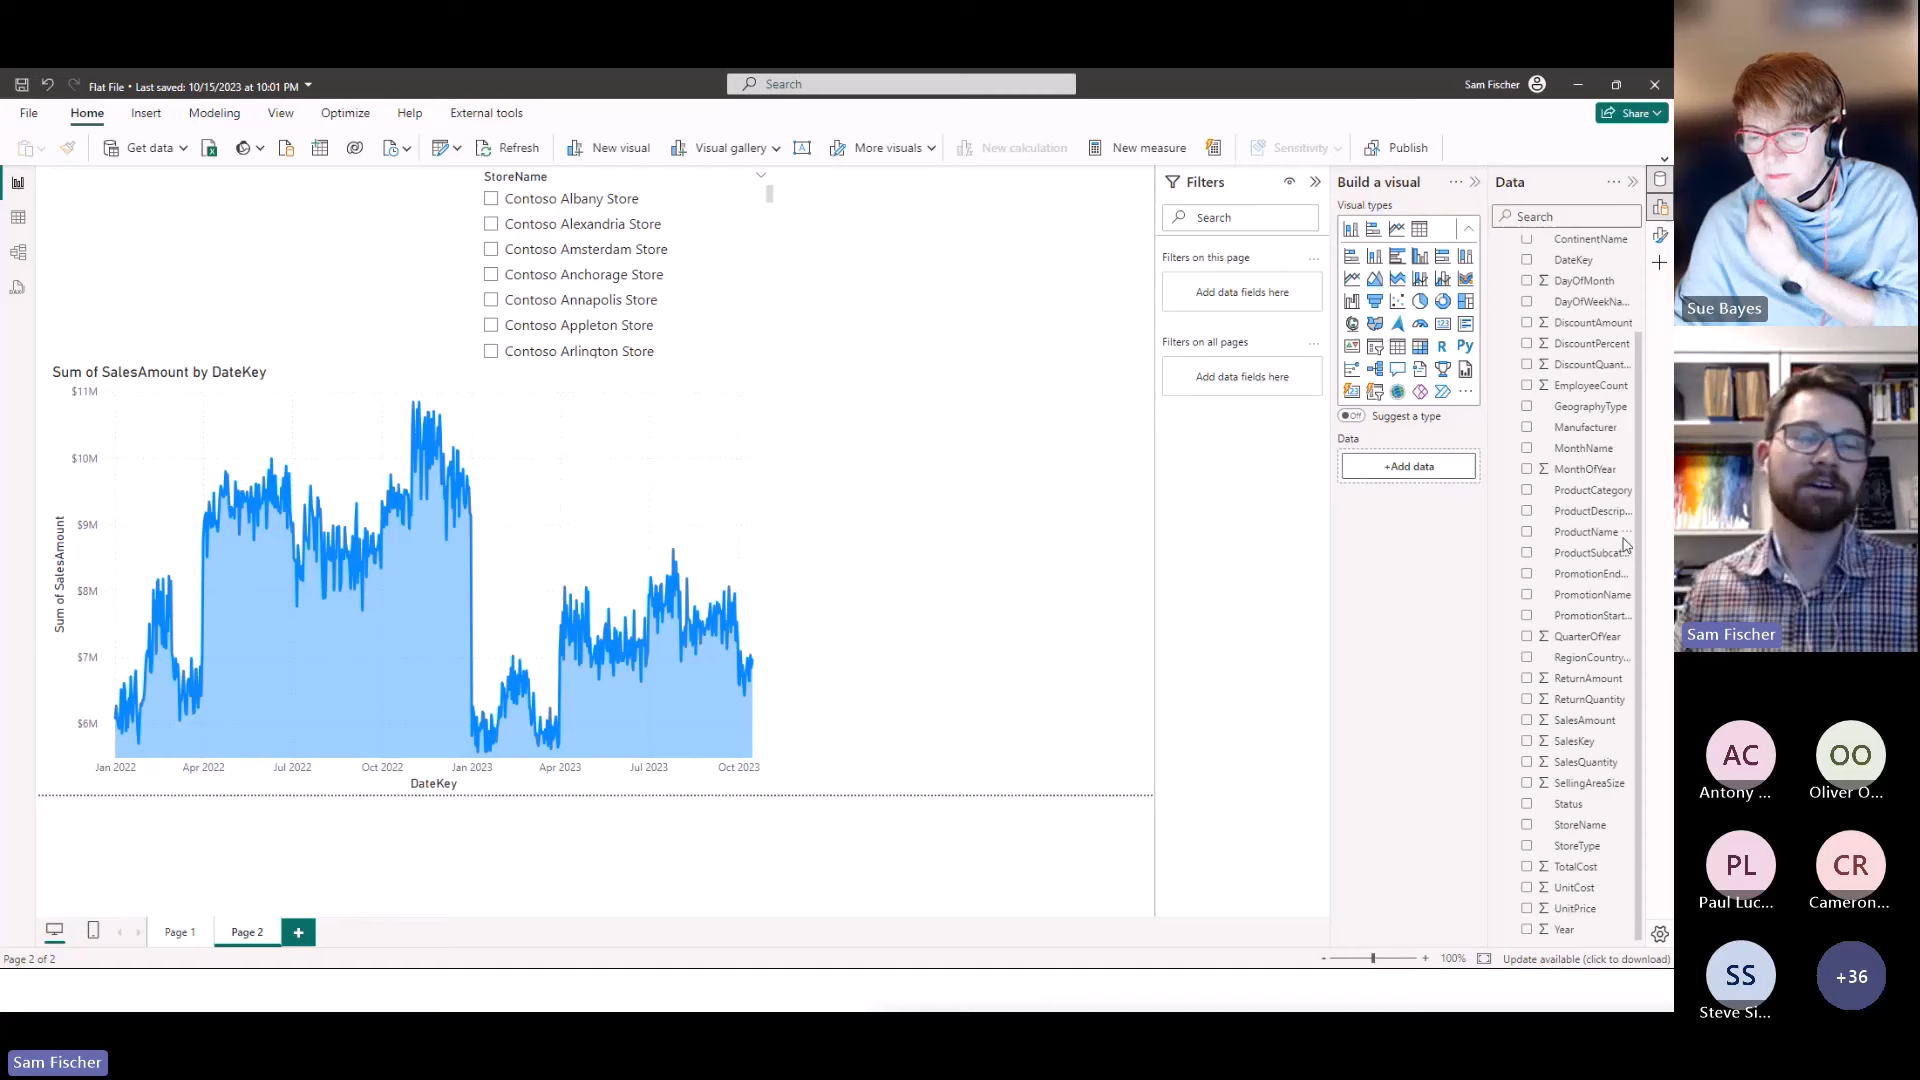 Flat File • Last saved: 10/15/2023 at 10:01 PM
Search
Sam Fischer
File
Home
Insert
Modeling
View
Optimize
Help
External tools
Share
Get data
Refresh
New visual
Visual gallery
More visuals
New calculation
New measure
Sensitivity
Publish
StoreName
Contoso Albany Store
Contoso Alexandria Store
Contoso Amsterdam Store
Contoso Anchorage Store
Contoso Annapolis Store
Contoso Appleton Store
Contoso Arlington Store
Sum of SalesAmount by DateKey
Sum of SalesAmount
$11M
$10M
$9M
$8M
$7M
$6M
Jan 2022
Apr 2022
Jul 2022
Oct 2022
Jan 2023
Apr 2023
Jul 2023
Oct 2023
DateKey
Filters
Search
Filters on this page
...
Add data fields here
Filters on all pages
...
Add data fields here
Build a visual
...
Visual types
R
Py
...
Off
Suggest a type
Data
+Add data
Data
...
Search
ContinentName
DateKey
DayOfMonth
DayOfWeekNa...
DiscountAmount
DiscountPercent
DiscountQuant...
EmployeeCount
GeographyType
Manufacturer
MonthName
MonthOfYear
ProductCategory
ProductDescrip...
ProductName
ProductSubcat...
PromotionEnd...
PromotionName
PromotionStart...
QuarterOfYear
RegionCountry...
ReturnAmount
ReturnQuantity
SalesAmount
SalesKey
SalesQuantity
SellingAreaSize
Status
StoreName
StoreType
TotalCost
UnitCost
UnitPrice
Year
Page 1
Page 2
Page 2 of 2
100%
Update available (click to download)
Sue Bayes
Sam Fischer
AC
Antony ...
OO
Oliver O...
PL
Paul Luc...
CR
Cameron...
SS
Steve Si...
+36
Sam Fischer